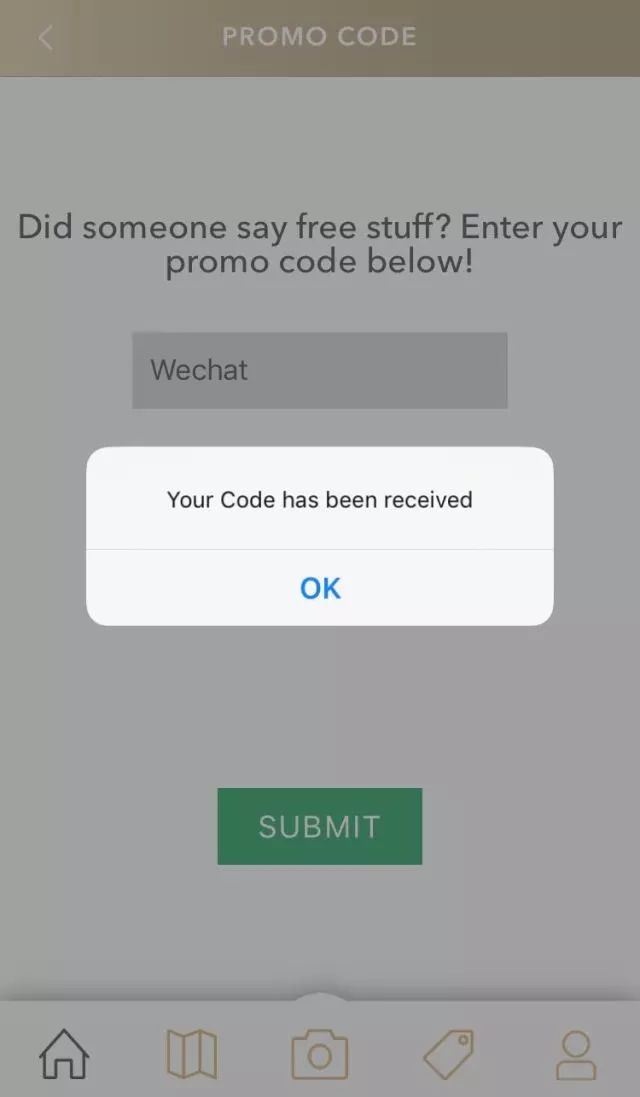 PROMO CODE
Did someone say free stuff? Enter your
promo code below!
Wechat
Your Code has been received
OK
SUBMIT